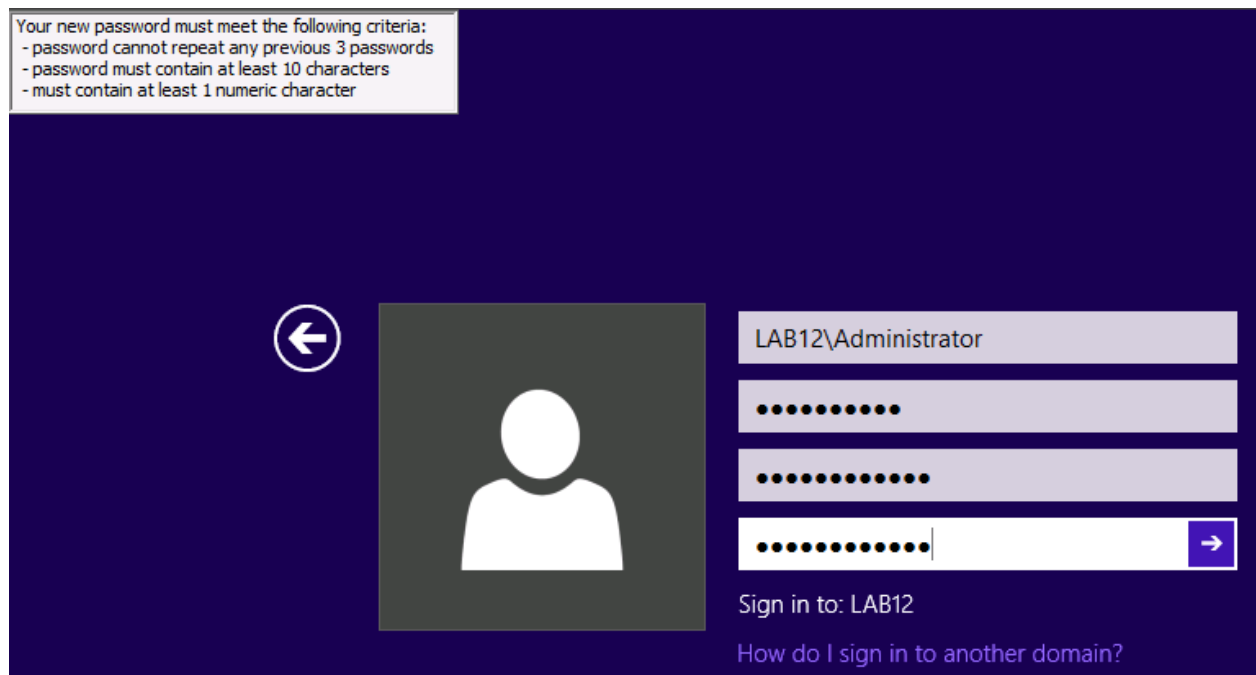 Your new password must meet the following criteria:
- password cannot repeat any previous 3 passwords
- password must contain at least 10 characters
- must contain at least 1 numeric character
LAB12\Administrator
●●●●●●●●●●
●●●●●●●●●●●●
●●●●●●●●●●●●
Sign in to: LAB12
How do I sign in to another domain?